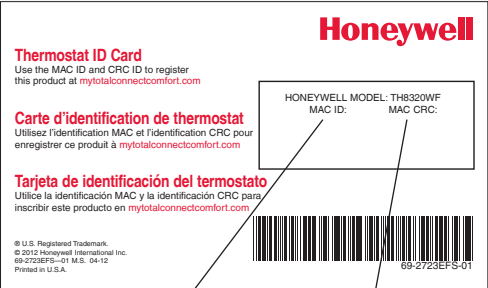 Honeywell
Thermostat ID Card
Use the MAC ID and CRC ID to register
this product at mytotalconnectcomfort.com
HONEYWELL MODEL: TH8320WF
MAC ID: MAC CRC:
Carte d'identification de thermostat
Utilisez l'identification MAC et l'identification CRC pour
enregistrer ce produit à mytotalconnectcomfort.com
Tarjeta de identificación del termostato
Utilice la identificación MAC y la identificación CRC para
inscribir este producto en mytotalconnectcomfort.com
® U.S. Registered Trademark.
© 2012 Honeywell International Inc.
69-2723EFS—01 M.S. 04-12
Printed in U.S.A.
69-2723EFS-01